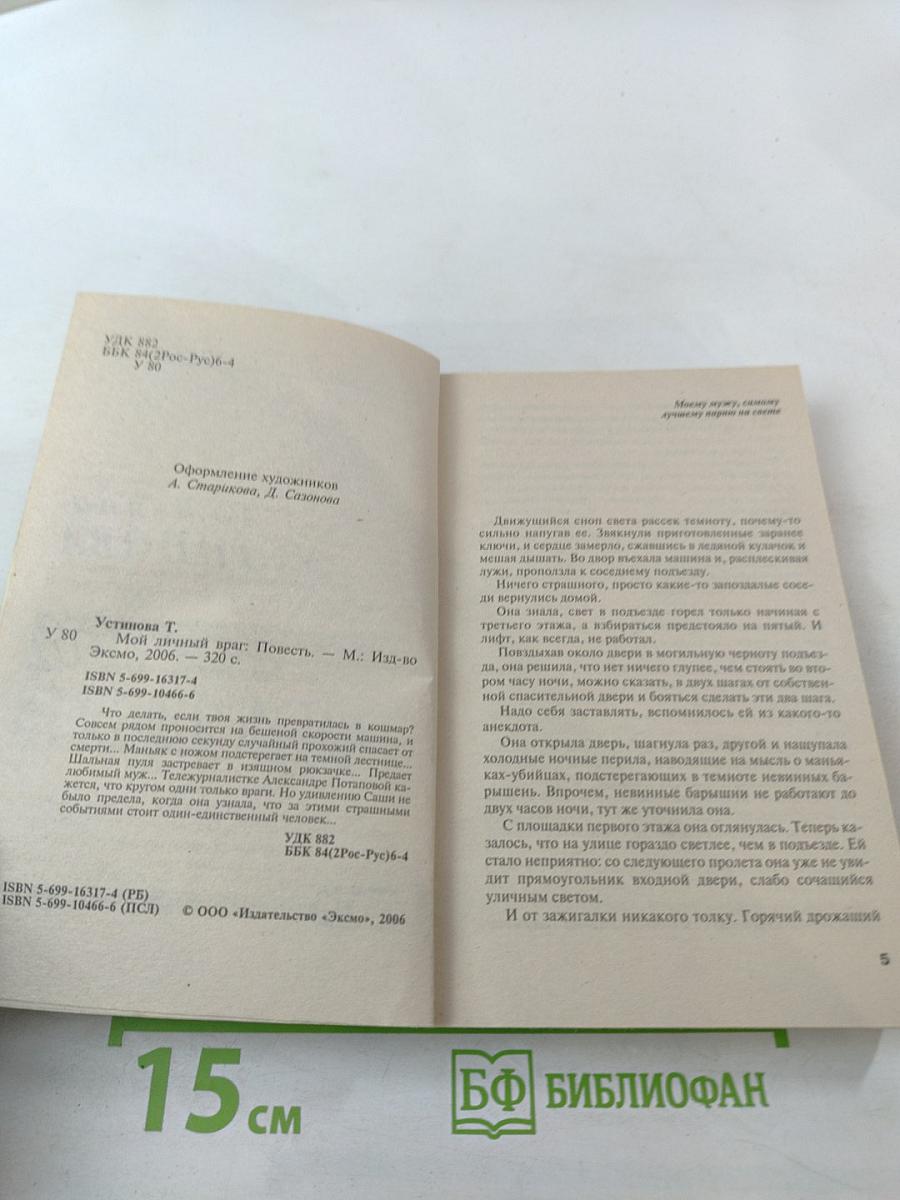 УДК 882
ББК 84(2Рос-Рус)6-4
У 80
Оформление художников
А. Старикова, Д. Сазонова
Устинова Т.
У 80 Мой личный враг: Повесть. — М.: Изд-во
Эксмо, 2006. — 320 с.
ISBN 5-699-16317-4
ISBN 5-699-10466-6
Что делать, если твоя жизнь превратилась в кошмар?
Совсем рядом проносится на бешеной скорости машина, и
только в последнюю секунду случайный прохожий спасает от
смерти... Маньяк с ножом подстерегает на темной лестнице...
Шальная пуля застревает в изящном рюкзачке... Предает
любимый муж... Тележурналистке Александре Потаповой ка-
жется, что кругом одни только враги. Но удивлению Саши не
было предела, когда она узнала, что за этими страшными
событиями стоит один-единственный человек...
УДК 882
ББК 84(2Рос-Рус)6-4
ISBN 5-699-16317-4 (РБ)
ISBN 5-699-10466-6 (ПСЛ)
© ООО «Издательство «Эксмо», 2006
Моему мужу, самому
лучшему парню на свете
Движущийся сноп света рассек темноту, почему-то
сильно напугав ее. Звякнули приготовленные заранее
ключи, и сердце замерло, сжавшись в ледяной кулачок и
мешая дышать. Во двор въехала машина и, расплескивая
лужи, проползла к соседнему подъезду.
Ничего страшного, просто какие-то запоздалые сосе-
ди вернулись домой.
Она знала, свет в подъезде горел только начиная с
третьего этажа, а взбираться предстояло на пятый. И
лифт, как всегда, не работал.
Повздыхав около двери в могильную черноту подъез-
да, она решила, что нет ничего глупее, чем стоять во вто-
ром часу ночи, можно сказать, в двух шагах от собствен-
ной спасительной двери и бояться сделать эти два шага.
Надо себя заставлять, вспомнилось ей из какого-то
анекдота.
Она открыла дверь, шагнула раз, другой и нащупала
холодные ночные перила, наводящие на мысль о манья-
ках-убийцах, подстерегающих в темноте невинных ба-
рышень. Впрочем, невинные барышни не работают до
двух часов ночи, тут же уточнила она.
С площадки первого этажа она оглянулась. Теперь ка-
залось, что на улице гораздо светлее, чем в подъезде. Ей
стало неприятно: со следующего пролета она уже не уви-
дит прямоугольник входной двери, слабо сочащийся
уличным светом.
И от зажигалки никакого толку. Горячий дрожащий
5
15 см
БФ БИБЛИОФАН